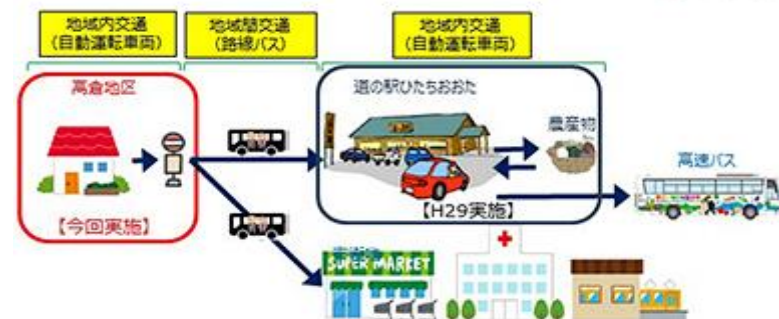 地域内交通
(自動運転車両)
地域間交通
(路線バス)
地域内交通
(自動運転車両)
高倉地区
【今回実施】
道の駅ひたちおおた
農産物
【H29実施】
高速バス
SUPER MARKET